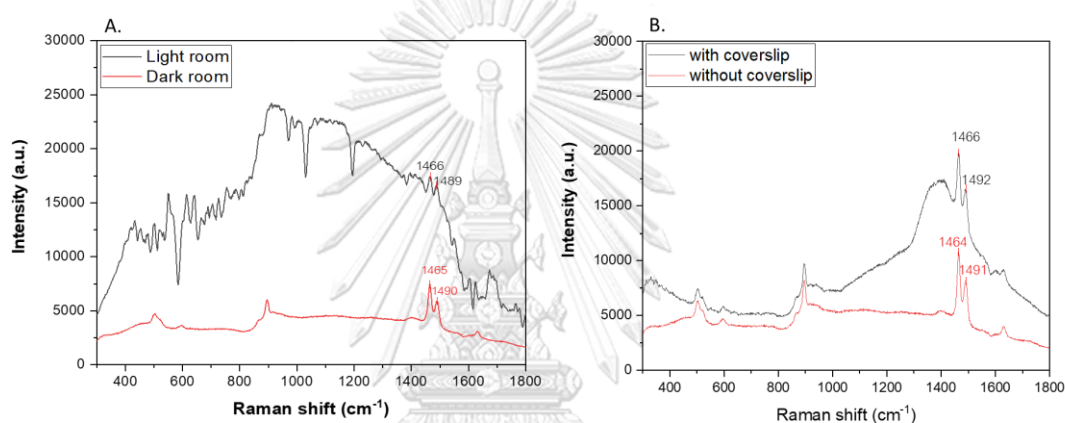 A.
30000
25000
20000
15000
10000
5000
0
Intensity (a.u.)
Light room
Dark room
1466
1489
1465
1490
400 600 800 1000 1200 1400 1600 1800
Raman shift (cm⁻¹)
B.
30000
25000
20000
15000
10000
5000
0
Intensity (a.u.)
with coverslip
without coverslip
1466
1492
1464
1491
400 600 800 1000 1200 1400 1600 1800
Raman shift (cm⁻¹)